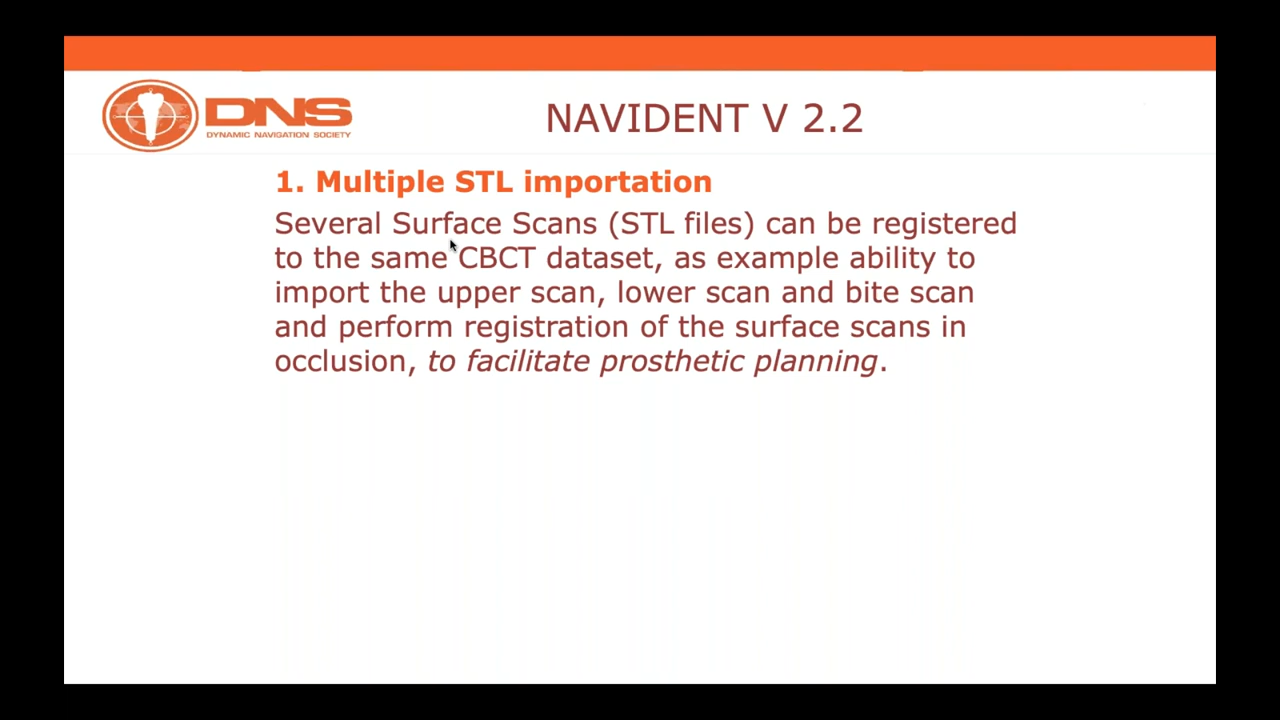 DNS
DYNAMIC NAVIGATION SOCIETY
NAVIDENT V 2.2
1. Multiple STL importation
Several Surface Scans (STL files) can be registered
to the same CBCT dataset, as example ability to
import the upper scan, lower scan and bite scan
and perform registration of the surface scans in
occlusion, to facilitate prosthetic planning.